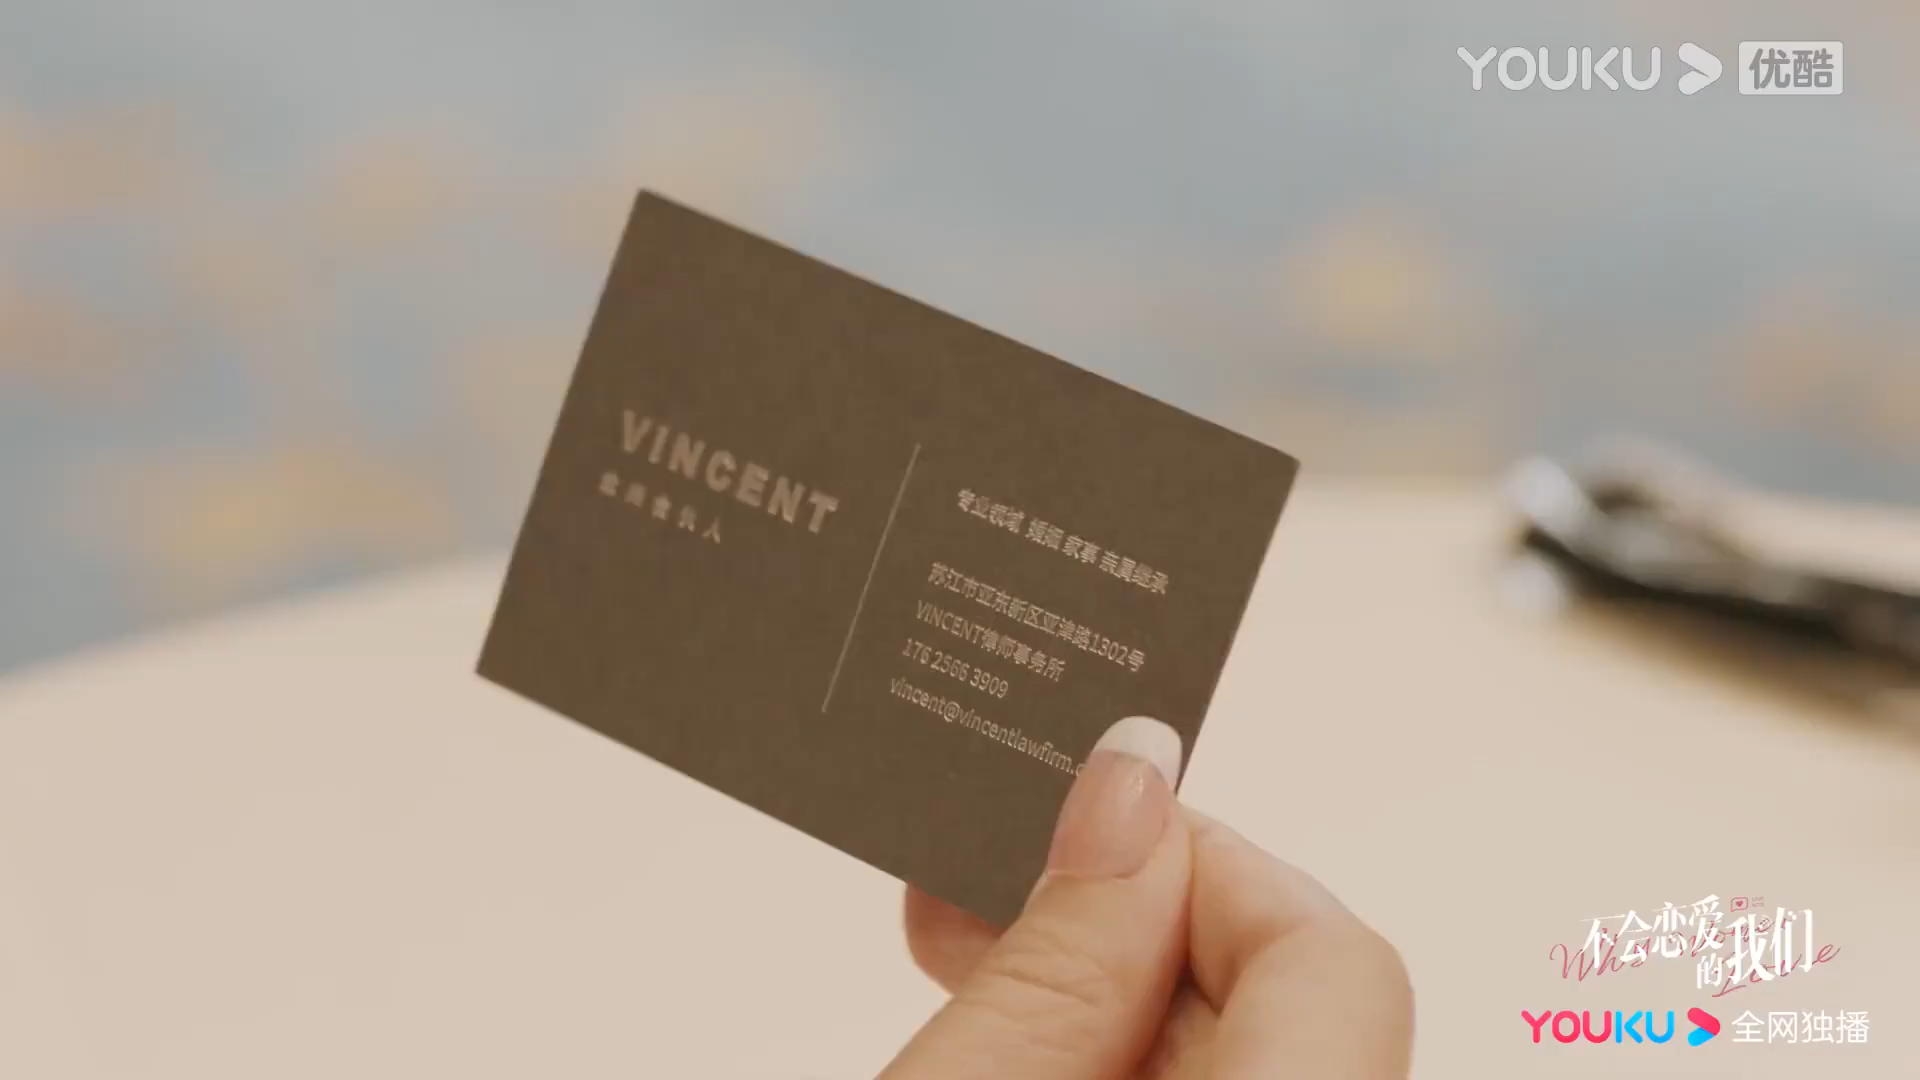 YOUKU 优酷
VINCENT
合伙人
专业领域 婚姻 家事 亲属继承
苏江市亚东新区亚津路1302号
VINCENT律师事务所
176 2566 3909
vincent@vincentlawfirm.c
不会恋爱
的我们
YOUKU 全网独播